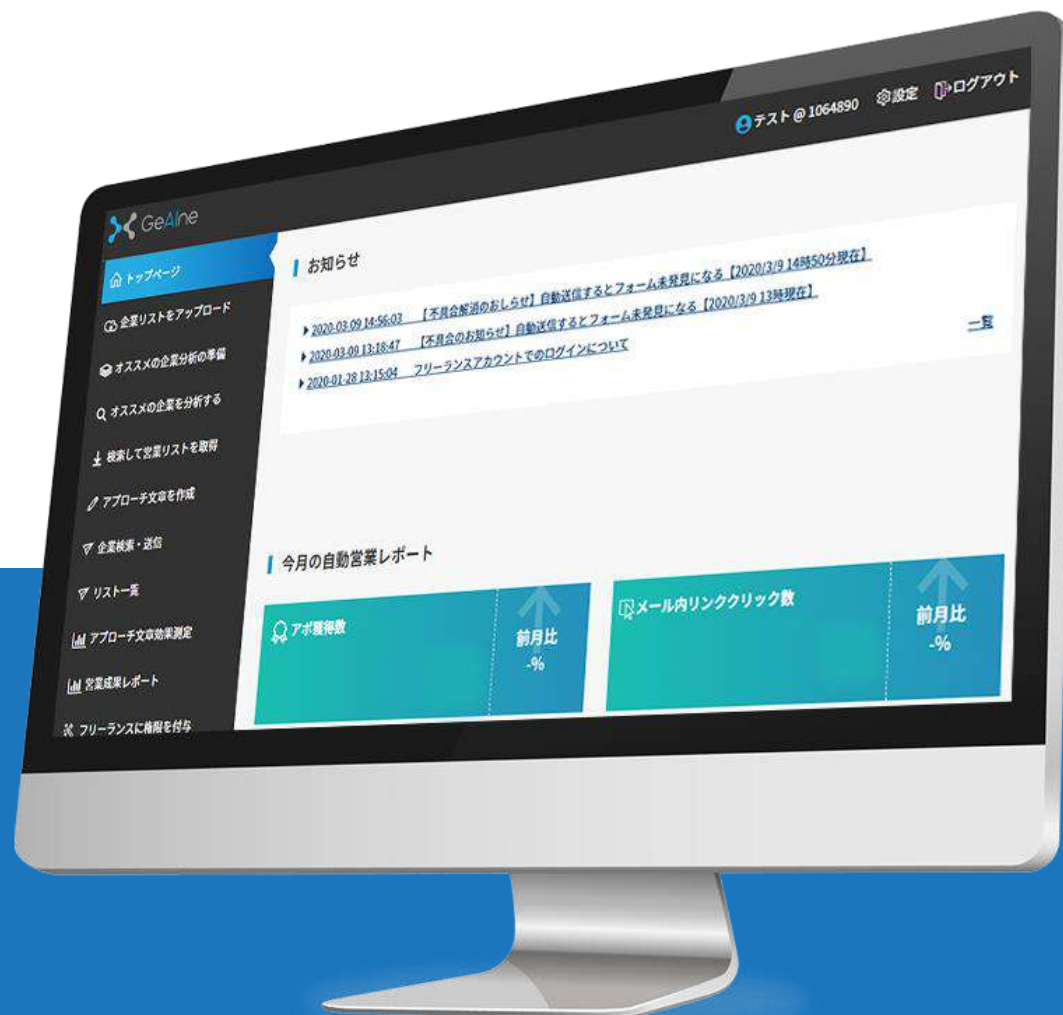 テスト @ 1064890
設定
ログアウト
GeAIne
トップページ
企業リストをアップロード
オススメの企業分析の準備
オススメの企業を分析する
検索して営業リストを取得
アプローチ文章を作成
企業検索・送信
リスト一覧
アプローチ文章効果測定
営業成果レポート
フリーランスに権限を付与
お知らせ
2020-03-09 14:56:03 【不具合解消のおしらせ】自動送信するとフォーム未発見になる【2020/3/9 14時50分現在】
2020-03-09 13:18:47 【不具合のお知らせ】自動送信するとフォーム未発見になる【2020/3/9 13時現在】
2020-01-28 13:15:04 フリーランスアカウントでのログインについて
一覧
今月の自動営業レポート
アポ獲得数
前月比
-%
メール内リンククリック数
前月比
-%